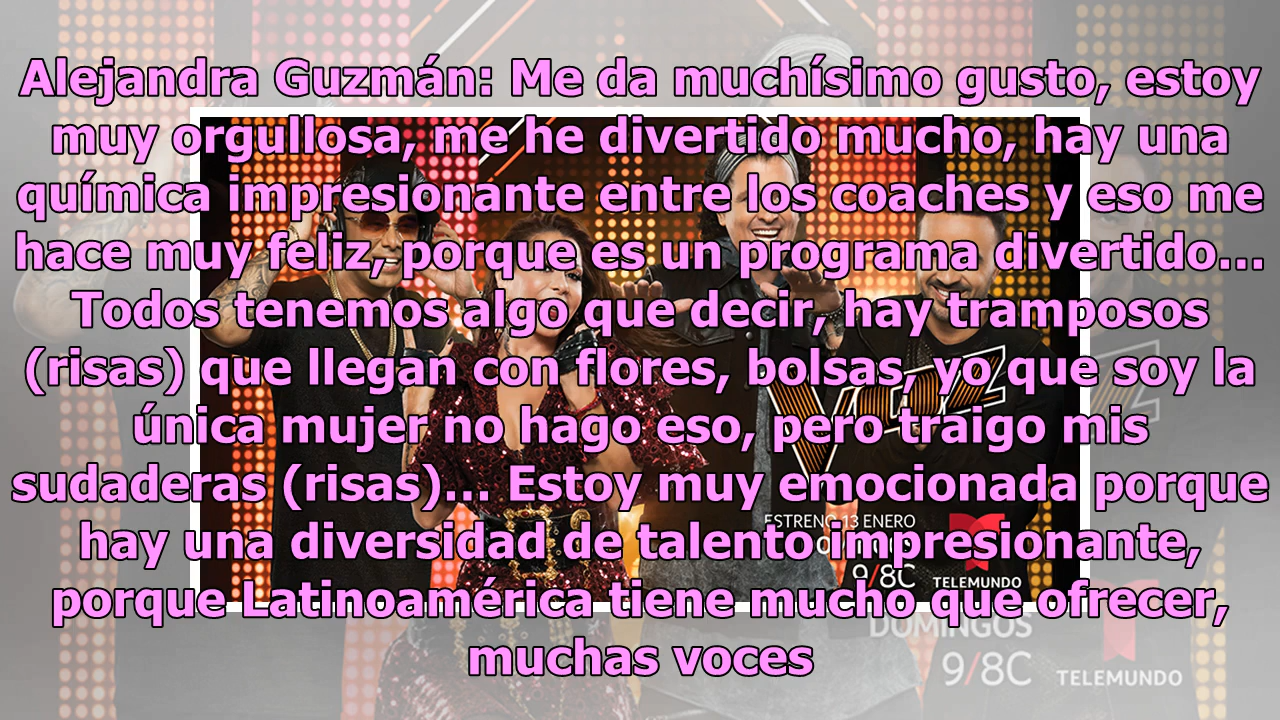 Alejandra Guzmán: Me da muchísimo gusto, estoy
muy orgullosa, me he divertido mucho, hay una
química impresionante entre los coaches y eso me
hace muy feliz, porque es un programa divertido...
Todos tenemos algo que decir, hay tramposos
(risas) que llegan con flores, bolsas, yo que soy la
única mujer no hago eso, pero traigo mis
sudaderas (risas)... Estoy muy emocionada porque
hay una diversidad de talento impresionante,
porque Latinoamérica tiene mucho que ofrecer,
muchas voces
VOZ
ESTRENO 13 ENERO
9/8C
TELEMUNDO
DOMINGOS
9/8C
TELEMUNDO